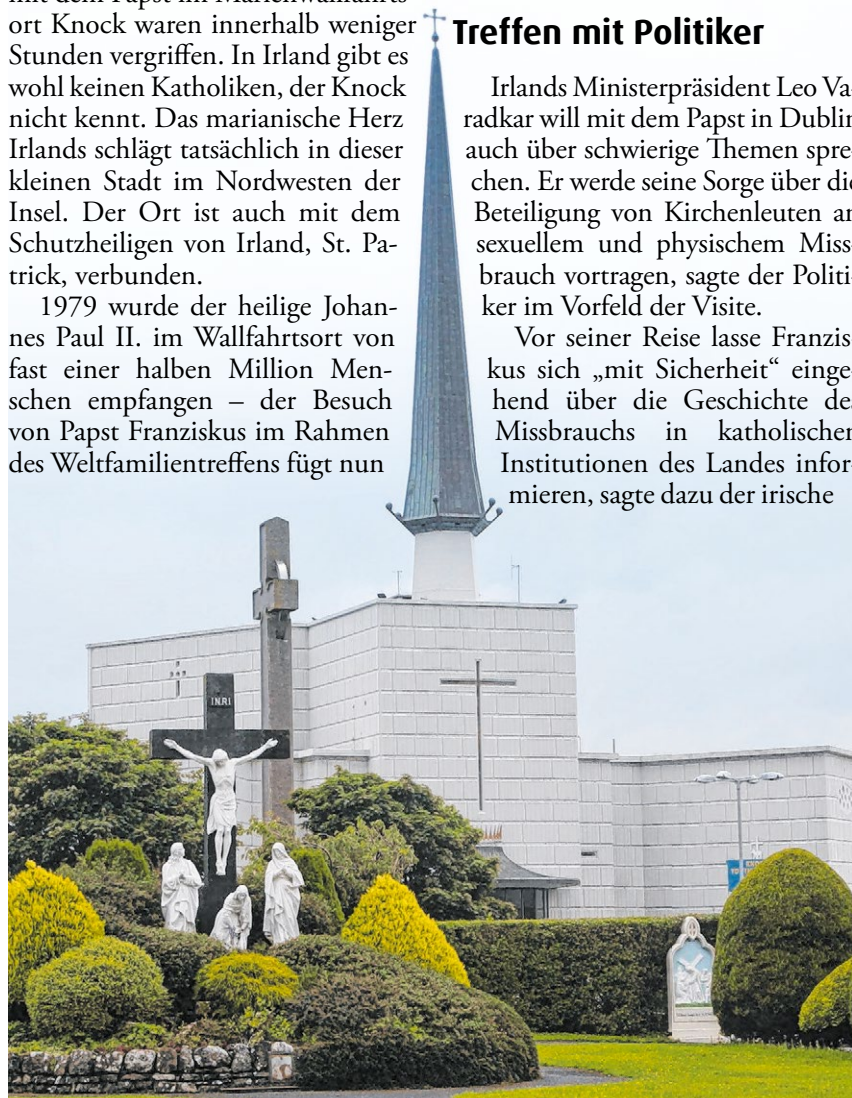 mit dem Papst im Marienwallfahrts-
ort Knock waren innerhalb weniger
Stunden vergriffen. In Irland gibt es
wohl keinen Katholiken, der Knock
nicht kennt. Das marianische Herz
Irlands schlägt tatsächlich in dieser
kleinen Stadt im Nordwesten der
Insel. Der Ort ist auch mit dem
Schutzheiligen von Irland, St. Pa-
trick, verbunden.
1979 wurde der heilige Johan-
nes Paul II. im Wallfahrtsort von
fast einer halben Million Men-
schen empfangen – der Besuch
von Papst Franziskus im Rahmen
des Weltfamilientreffens fügt nun
Treffen mit Politiker
Irlands Ministerpräsident Leo Va-
radkar will mit dem Papst in Dublin
auch über schwierige Themen spre-
chen. Er werde seine Sorge über die
Beteiligung von Kirchenleuten an
sexuellem und physischem Miss-
brauch vortragen, sagte der Politi-
ker im Vorfeld der Visite.
Vor seiner Reise lasse Franzis-
kus sich „mit Sicherheit“ einge-
hend über die Geschichte des
Missbrauchs in katholischen
Institutionen des Landes infor-
mieren, sagte dazu der irische
INRI